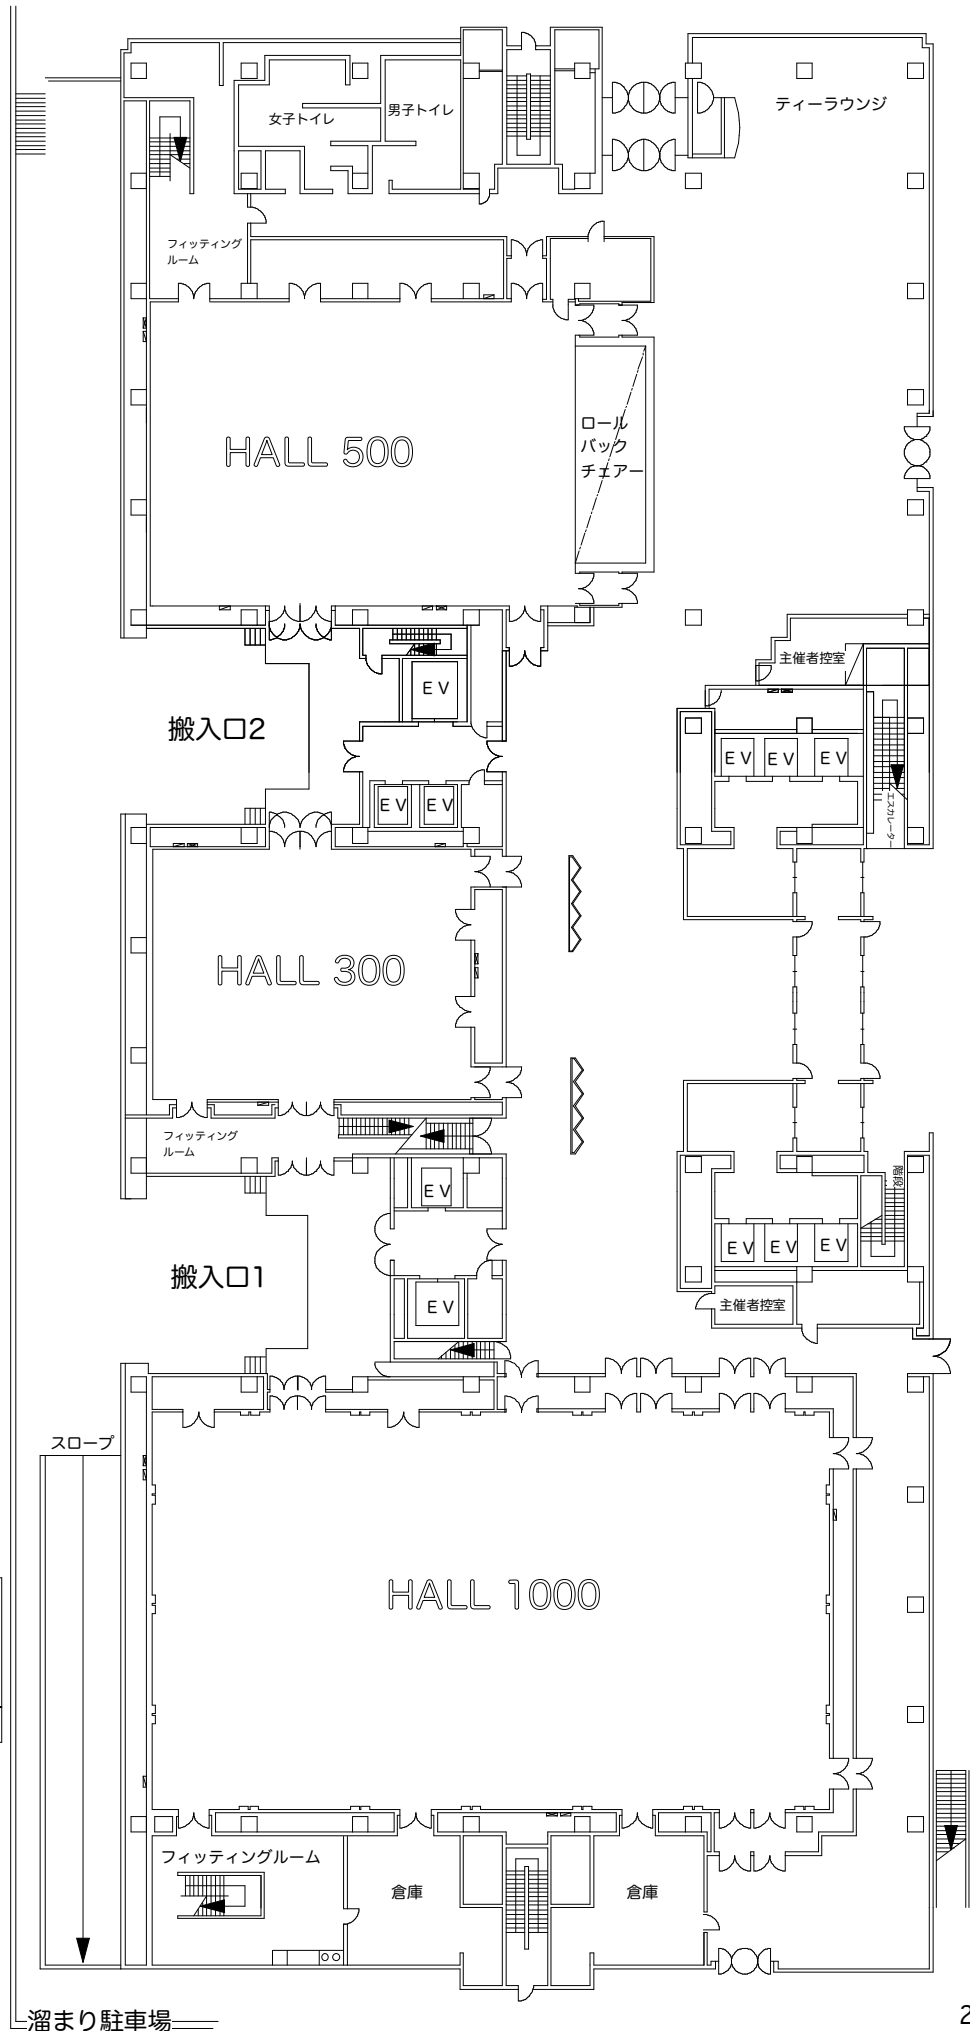 ティーラウンジ
女子トイレ
男子トイレ
フィッティング
ルーム
HALL 500
ロール
バック
チェアー
主催者控室
EV
搬入口2
EV EV EV
EV EV
エスカレーター
HALL 300
フィッティング
ルーム
階段
EV
EV EV EV
搬入口1
EV
主催者控室
スロープ
HALL 1000
フィッティングルーム
倉庫
倉庫
溜まり駐車場
2